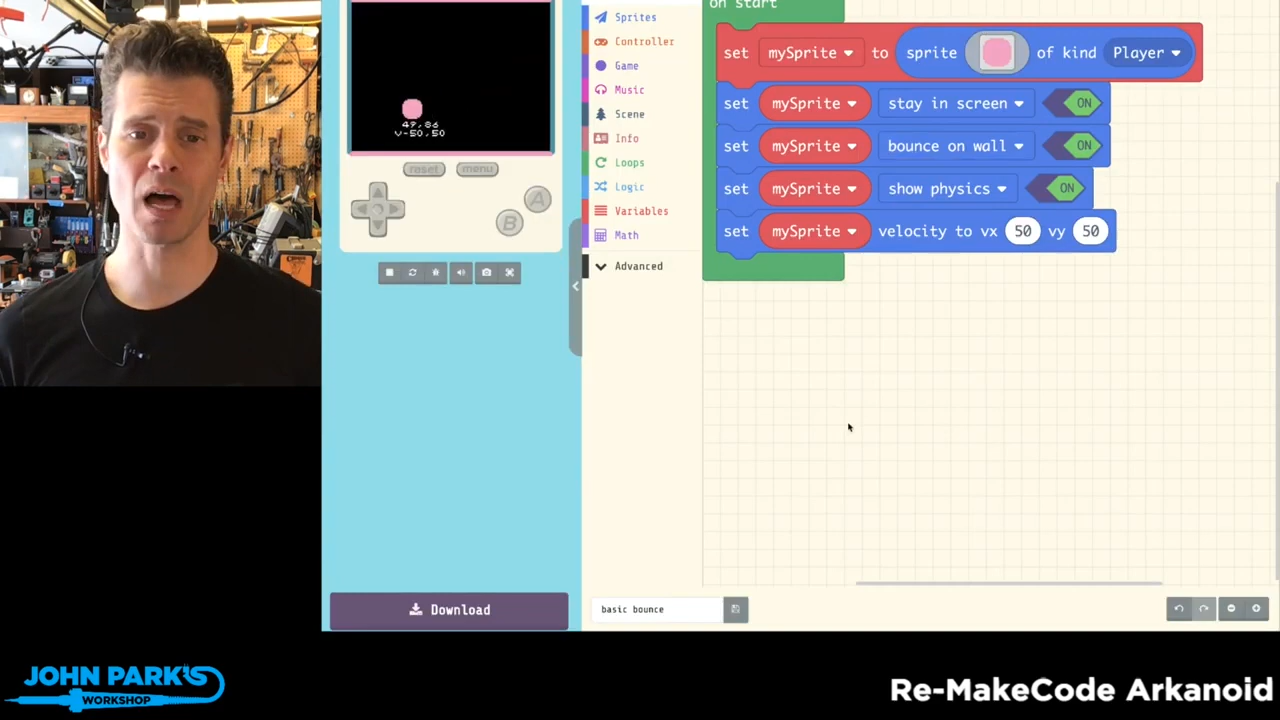 on start
set mySprite to sprite of kind Player
set mySprite stay in screen ON
set mySprite bounce on wall ON
set mySprite show physics ON
set mySprite velocity to vx 50 vy 50
Sprites
Controller
Game
Music
Scene
Info
Loops
Logic
Variables
Math
Advanced
49,86
v-50,50
reset menu
A
B
Download
basic bounce
JOHN PARK'S
WORKSHOP
Re-MakeCode Arkanoid